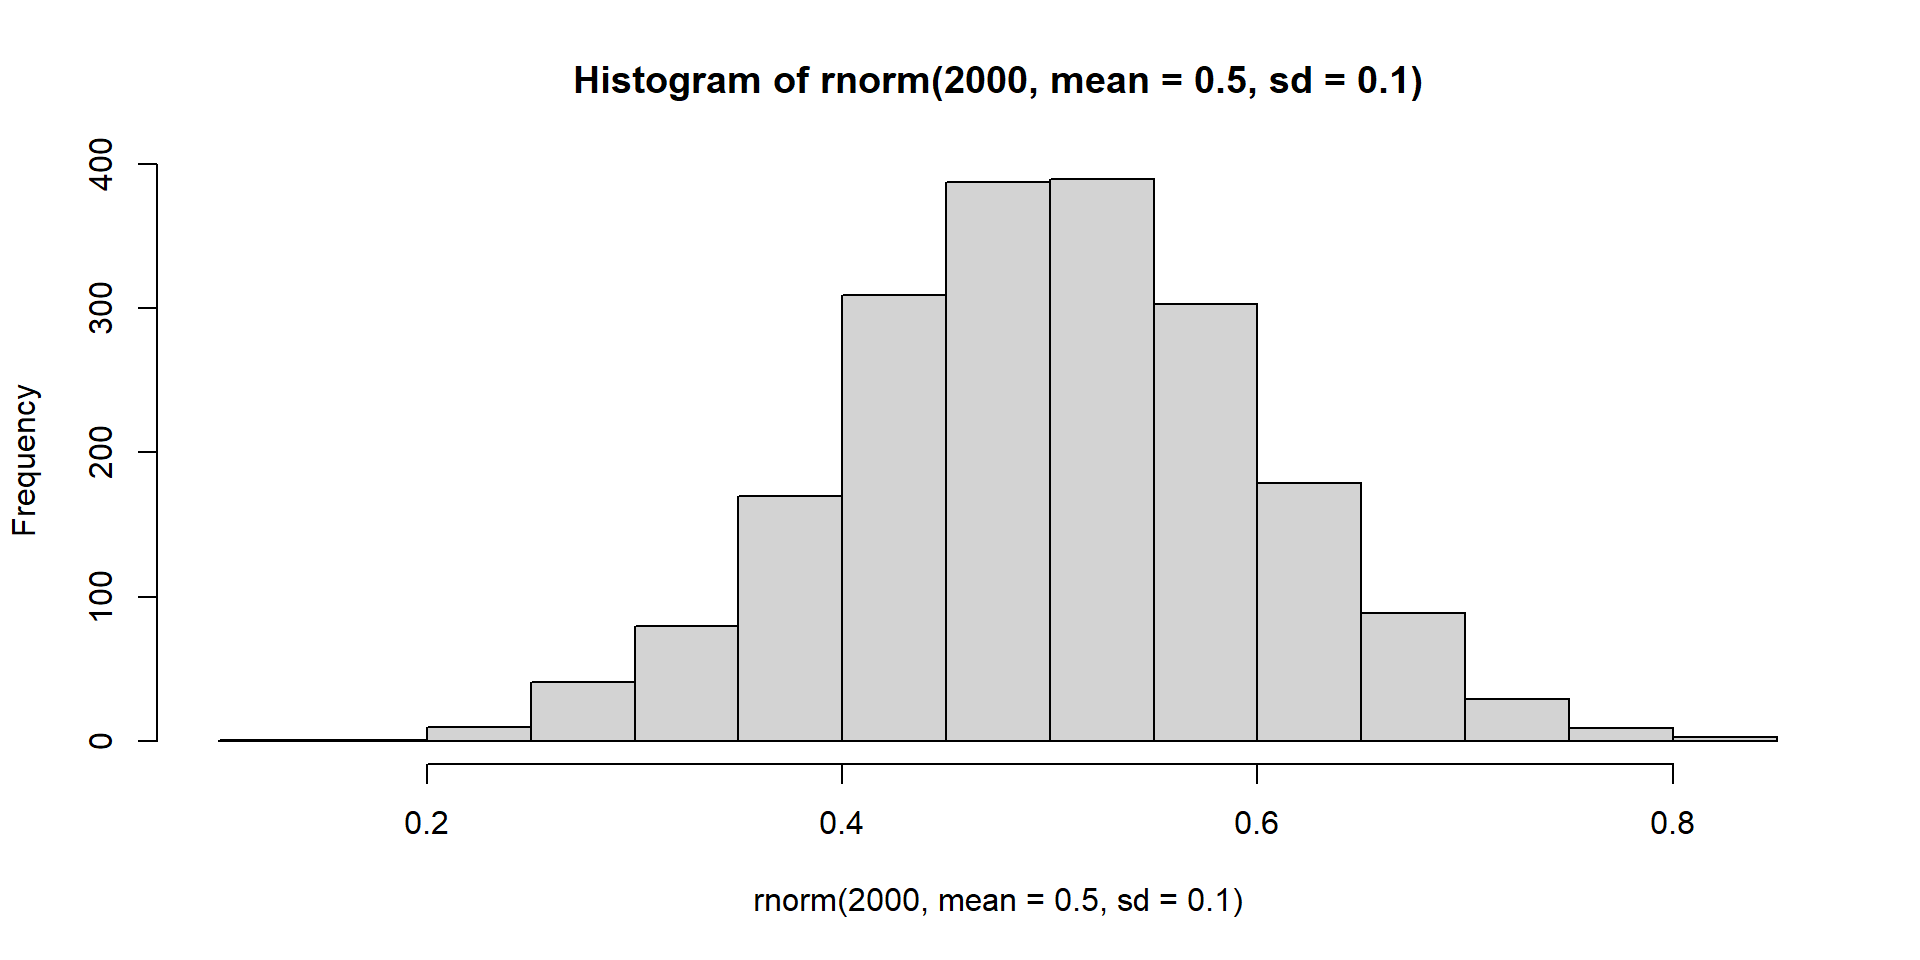 Histogram of rnorm(2000, mean = 0.5, sd = 0.1)
400
300
200
100
0
Frequency
0.2 0.4 0.6 0.8
rnorm(2000, mean = 0.5, sd = 0.1)